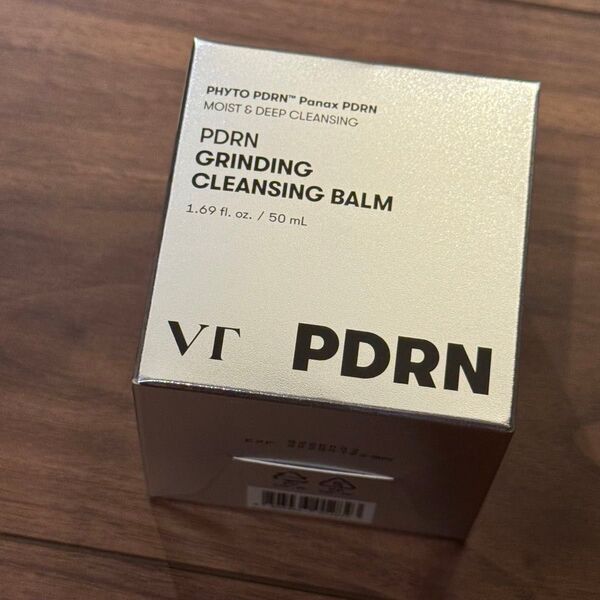 PHYTO PDRN™ Panax PDRN
MOIST & DEEP CLEANSING
PDRN
GRINDING
CLEANSING BALM
1.69 fl. oz. / 50 mL
VT PDRN